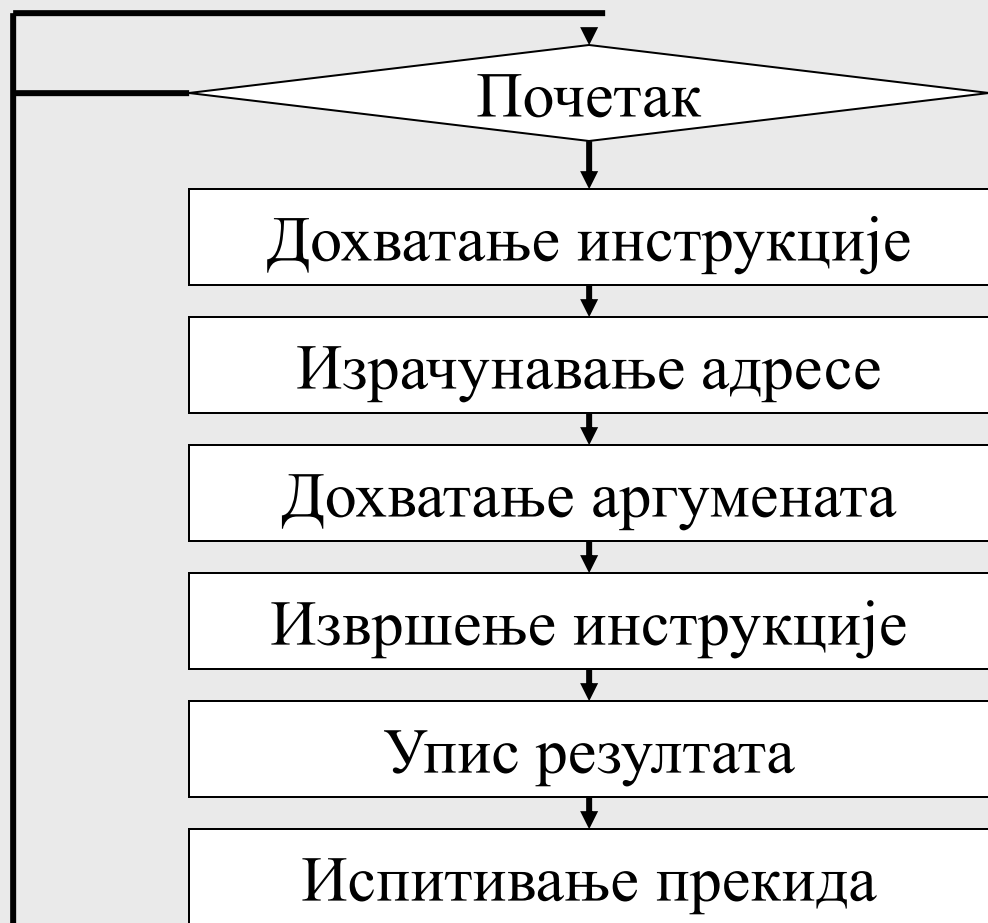 Почетак
Дохватање инструкције
Израчунавање адресе
Дохватање аргумената
Извршење инструкције
Упис резултата
Испитивање прекида